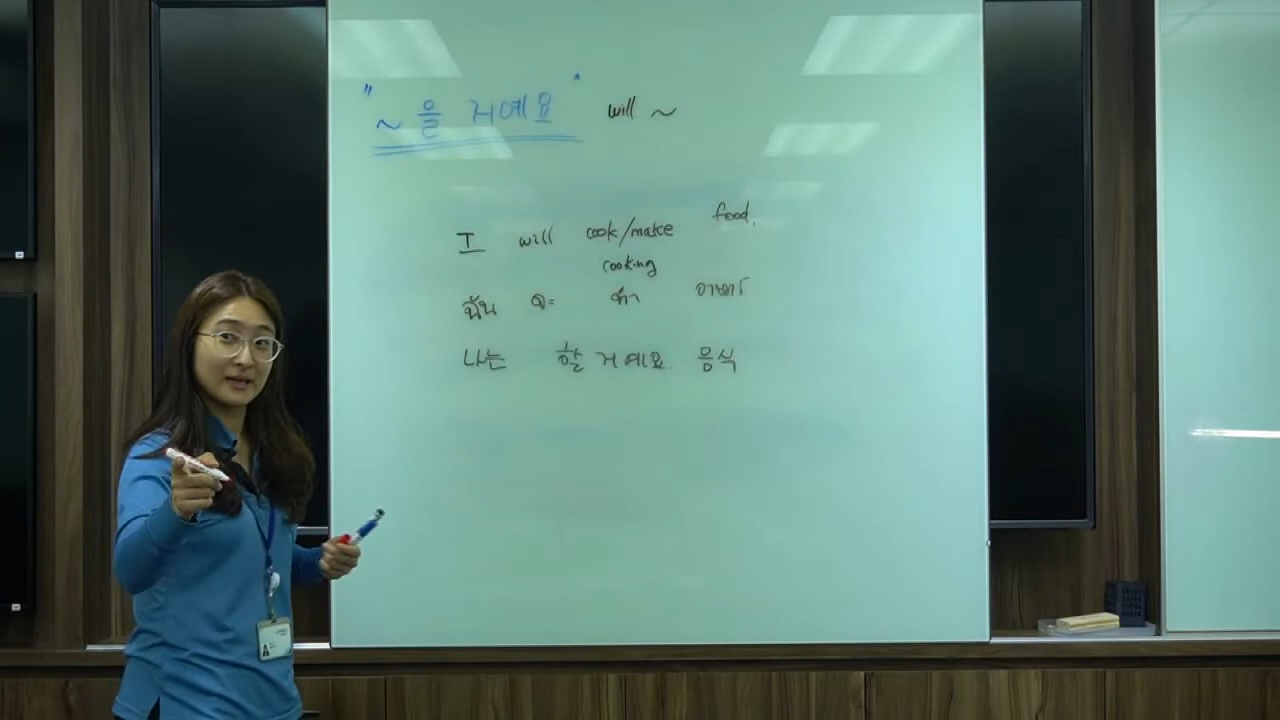 "~을 거예요" will ~
I will cook/make food.
cooking
ฉัน จะ ทำ อาหาร
나는 할 거예요. 음식